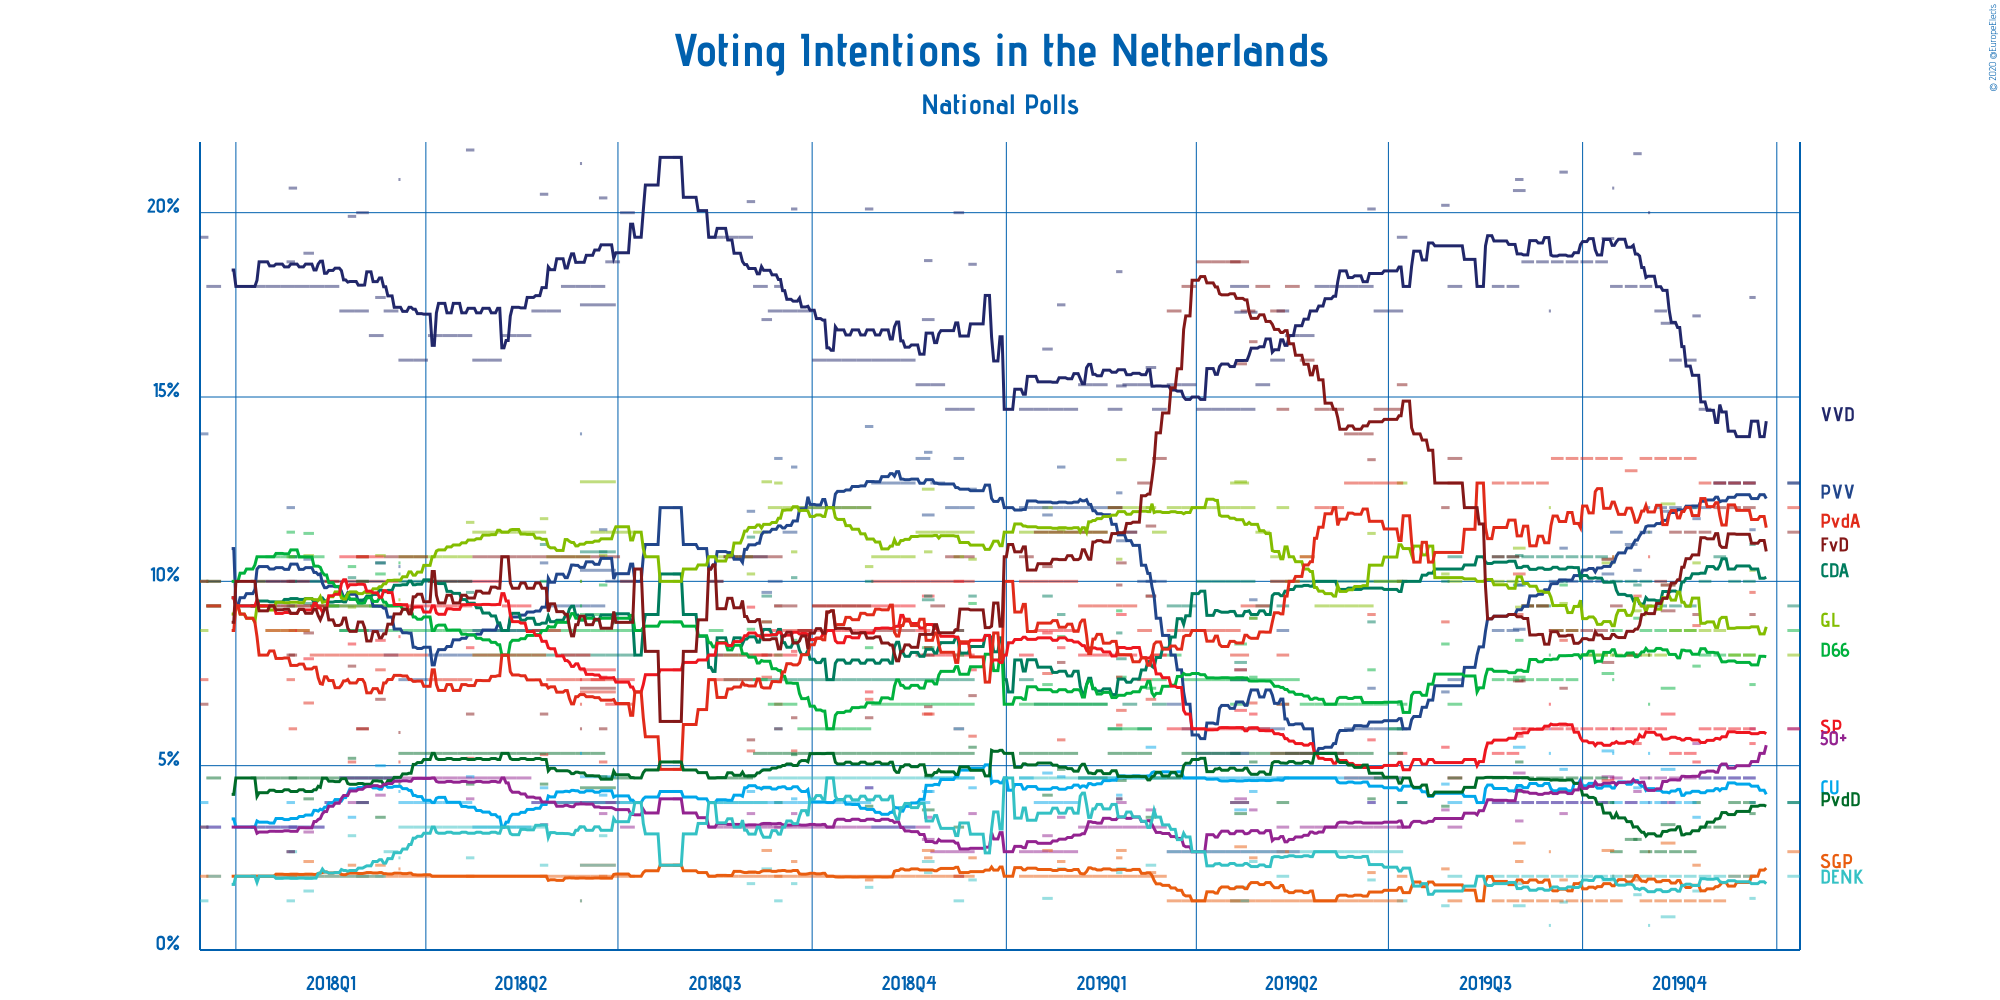 © 2020 @EuropeElects
Voting Intentions in the Netherlands
National Polls
20%
15%
10%
5%
0%
VVD
PVV
PvdA
FvD
CDA
GL
D66
SP
50+
CU
PvdD
SGP
DENK
2018Q1 2018Q2 2018Q3 2018Q4 2019Q1 2019Q2 2019Q3 2019Q4